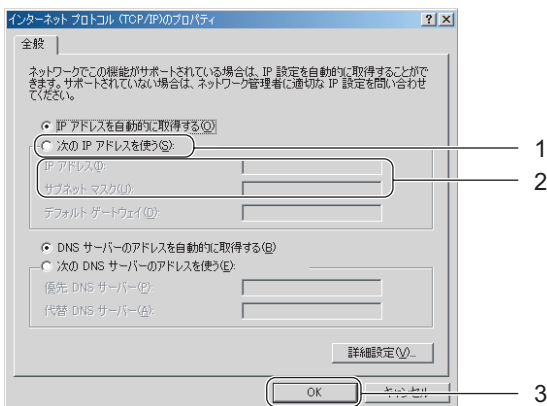 インターネット プロトコル (TCP/IP)のプロパティ
全般
ネットワークでこの機能がサポートされている場合は、IP 設定を自動的に取得することがで
きます。サポートされていない場合は、ネットワーク管理者に適切な IP 設定を問い合わせ
てください。
IP アドレスを自動的に取得する(O)
次の IP アドレスを使う(S):
1
IP アドレス(I):
2
サブネット マスク(U):
デフォルト ゲートウェイ(D):
DNS サーバーのアドレスを自動的に取得する(B)
次の DNS サーバーのアドレスを使う(E):
優先 DNS サーバー(P):
代替 DNS サーバー(A):
詳細設定(V)...
OK
キャンセル
3